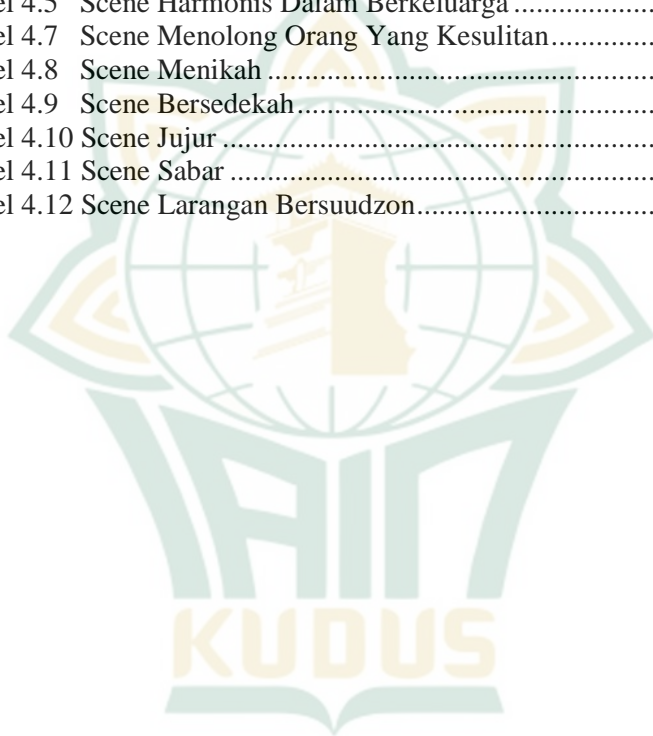 el 4.5 Scene Harmonis Dalam Berkeluarga ....................
el 4.7 Scene Menolong Orang Yang Kesulitan ..............
el 4.8 Scene Menikah ......................................................
el 4.9 Scene Bersedekah ..................................................
el 4.10 Scene Jujur ...........................................................
el 4.11 Scene Sabar ..........................................................
el 4.12 Scene Larangan Bersuudzon ................................
IAIN
KUDUS